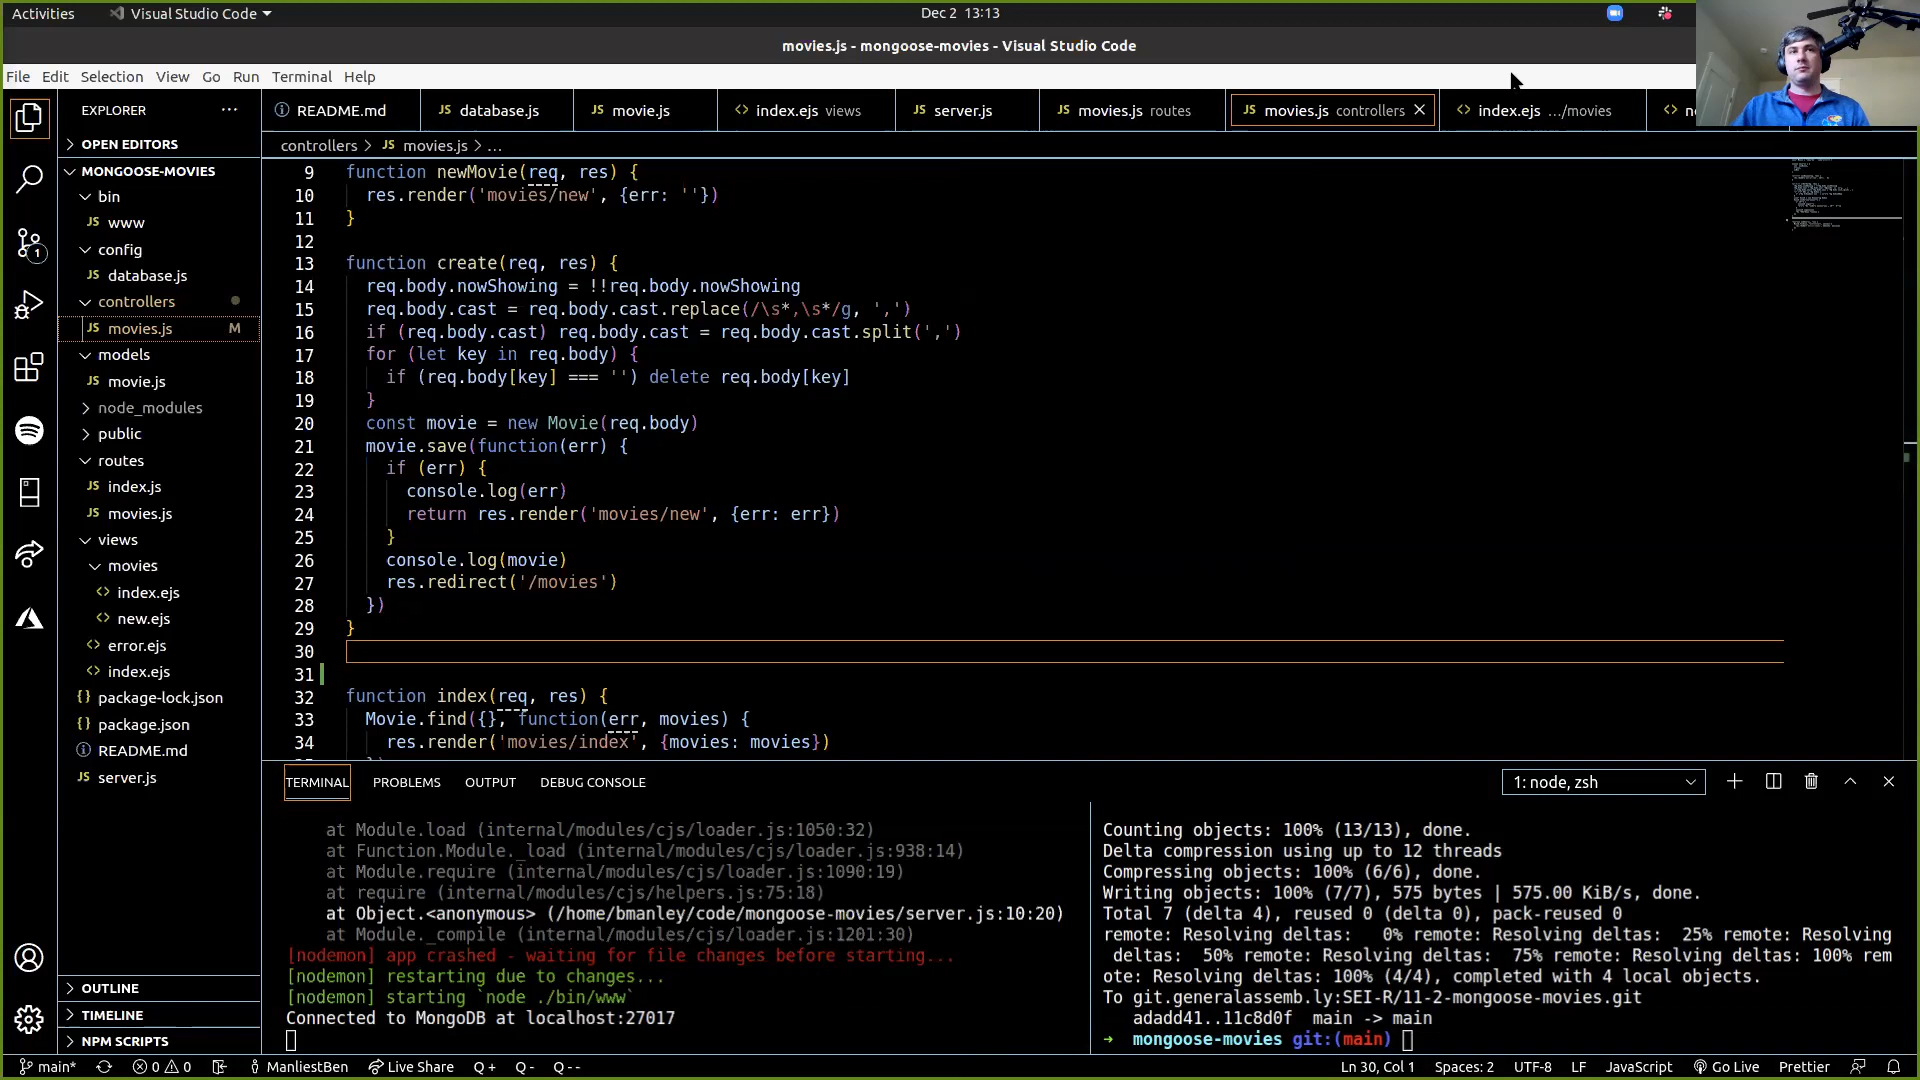 Activities
Visual Studio Code
Dec 2 13:13
movies.js - mongoose-movies - Visual Studio Code
File Edit Selection View Go Run Terminal Help
EXPLORER
README.md
JS database.js
JS movie.js
index.ejs views
JS server.js
JS movies.js routes
JS movies.js controllers
index.ejs .../movies
OPEN EDITORS
MONGOOSE-MOVIES
bin
JS www
config
JS database.js
controllers
JS movies.js M
models
JS movie.js
node_modules
public
routes
JS index.js
JS movies.js
views
movies
index.ejs
new.ejs
error.ejs
index.ejs
package-lock.json
package.json
README.md
JS server.js
OUTLINE
TIMELINE
NPM SCRIPTS
controllers > JS movies.js > ...
9 function newMovie(req, res) {
10 res.render('movies/new', {err: ''})
11 }
12
13 function create(req, res) {
14 req.body.nowShowing = !!req.body.nowShowing
15 req.body.cast = req.body.cast.replace(/\s*,\s*/g, ',')
16 if (req.body.cast) req.body.cast = req.body.cast.split(',')
17 for (let key in req.body) {
18 if (req.body[key] === '') delete req.body[key]
19 }
20 const movie = new Movie(req.body)
21 movie.save(function(err) {
22 if (err) {
23 console.log(err)
24 return res.render('movies/new', {err: err})
25 }
26 console.log(movie)
27 res.redirect('/movies')
28 })
29 }
30
31
32 function index(req, res) {
33 Movie.find({}, function(err, movies) {
34 res.render('movies/index', {movies: movies})
TERMINAL PROBLEMS OUTPUT DEBUG CONSOLE
1: node, zsh
at Module.load (internal/modules/cjs/loader.js:1050:32)
at Function.Module._load (internal/modules/cjs/loader.js:938:14)
at Module.require (internal/modules/cjs/loader.js:1090:19)
at require (internal/modules/cjs/helpers.js:75:18)
at Object.<anonymous> (/home/bmanley/code/mongoose-movies/server.js:10:20)
at Module._compile (internal/modules/cjs/loader.js:1201:30)
[nodemon] app crashed - waiting for file changes before starting...
[nodemon] restarting due to changes...
[nodemon] starting `node ./bin/www`
Connected to MongoDB at localhost:27017
Counting objects: 100% (13/13), done.
Delta compression using up to 12 threads
Compressing objects: 100% (6/6), done.
Writing objects: 100% (7/7), 575 bytes | 575.00 KiB/s, done.
Total 7 (delta 4), reused 0 (delta 0), pack-reused 0
remote: Resolving deltas: 0% remote: Resolving deltas: 25% remote: Resolving
deltas: 50% remote: Resolving deltas: 75% remote: Resolving deltas: 100% rem
ote: Resolving deltas: 100% (4/4), completed with 4 local objects.
To git.generalassemb.ly:SEI-R/11-2-mongoose-movies.git
adadd41..11c8d0f main -> main
→ mongoose-movies git:(main)
main* 0 0 ManliestBen Live Share Q+ Q- Q-- Ln 30, Col 1 Spaces: 2 UTF-8 LF JavaScript Go Live Prettier